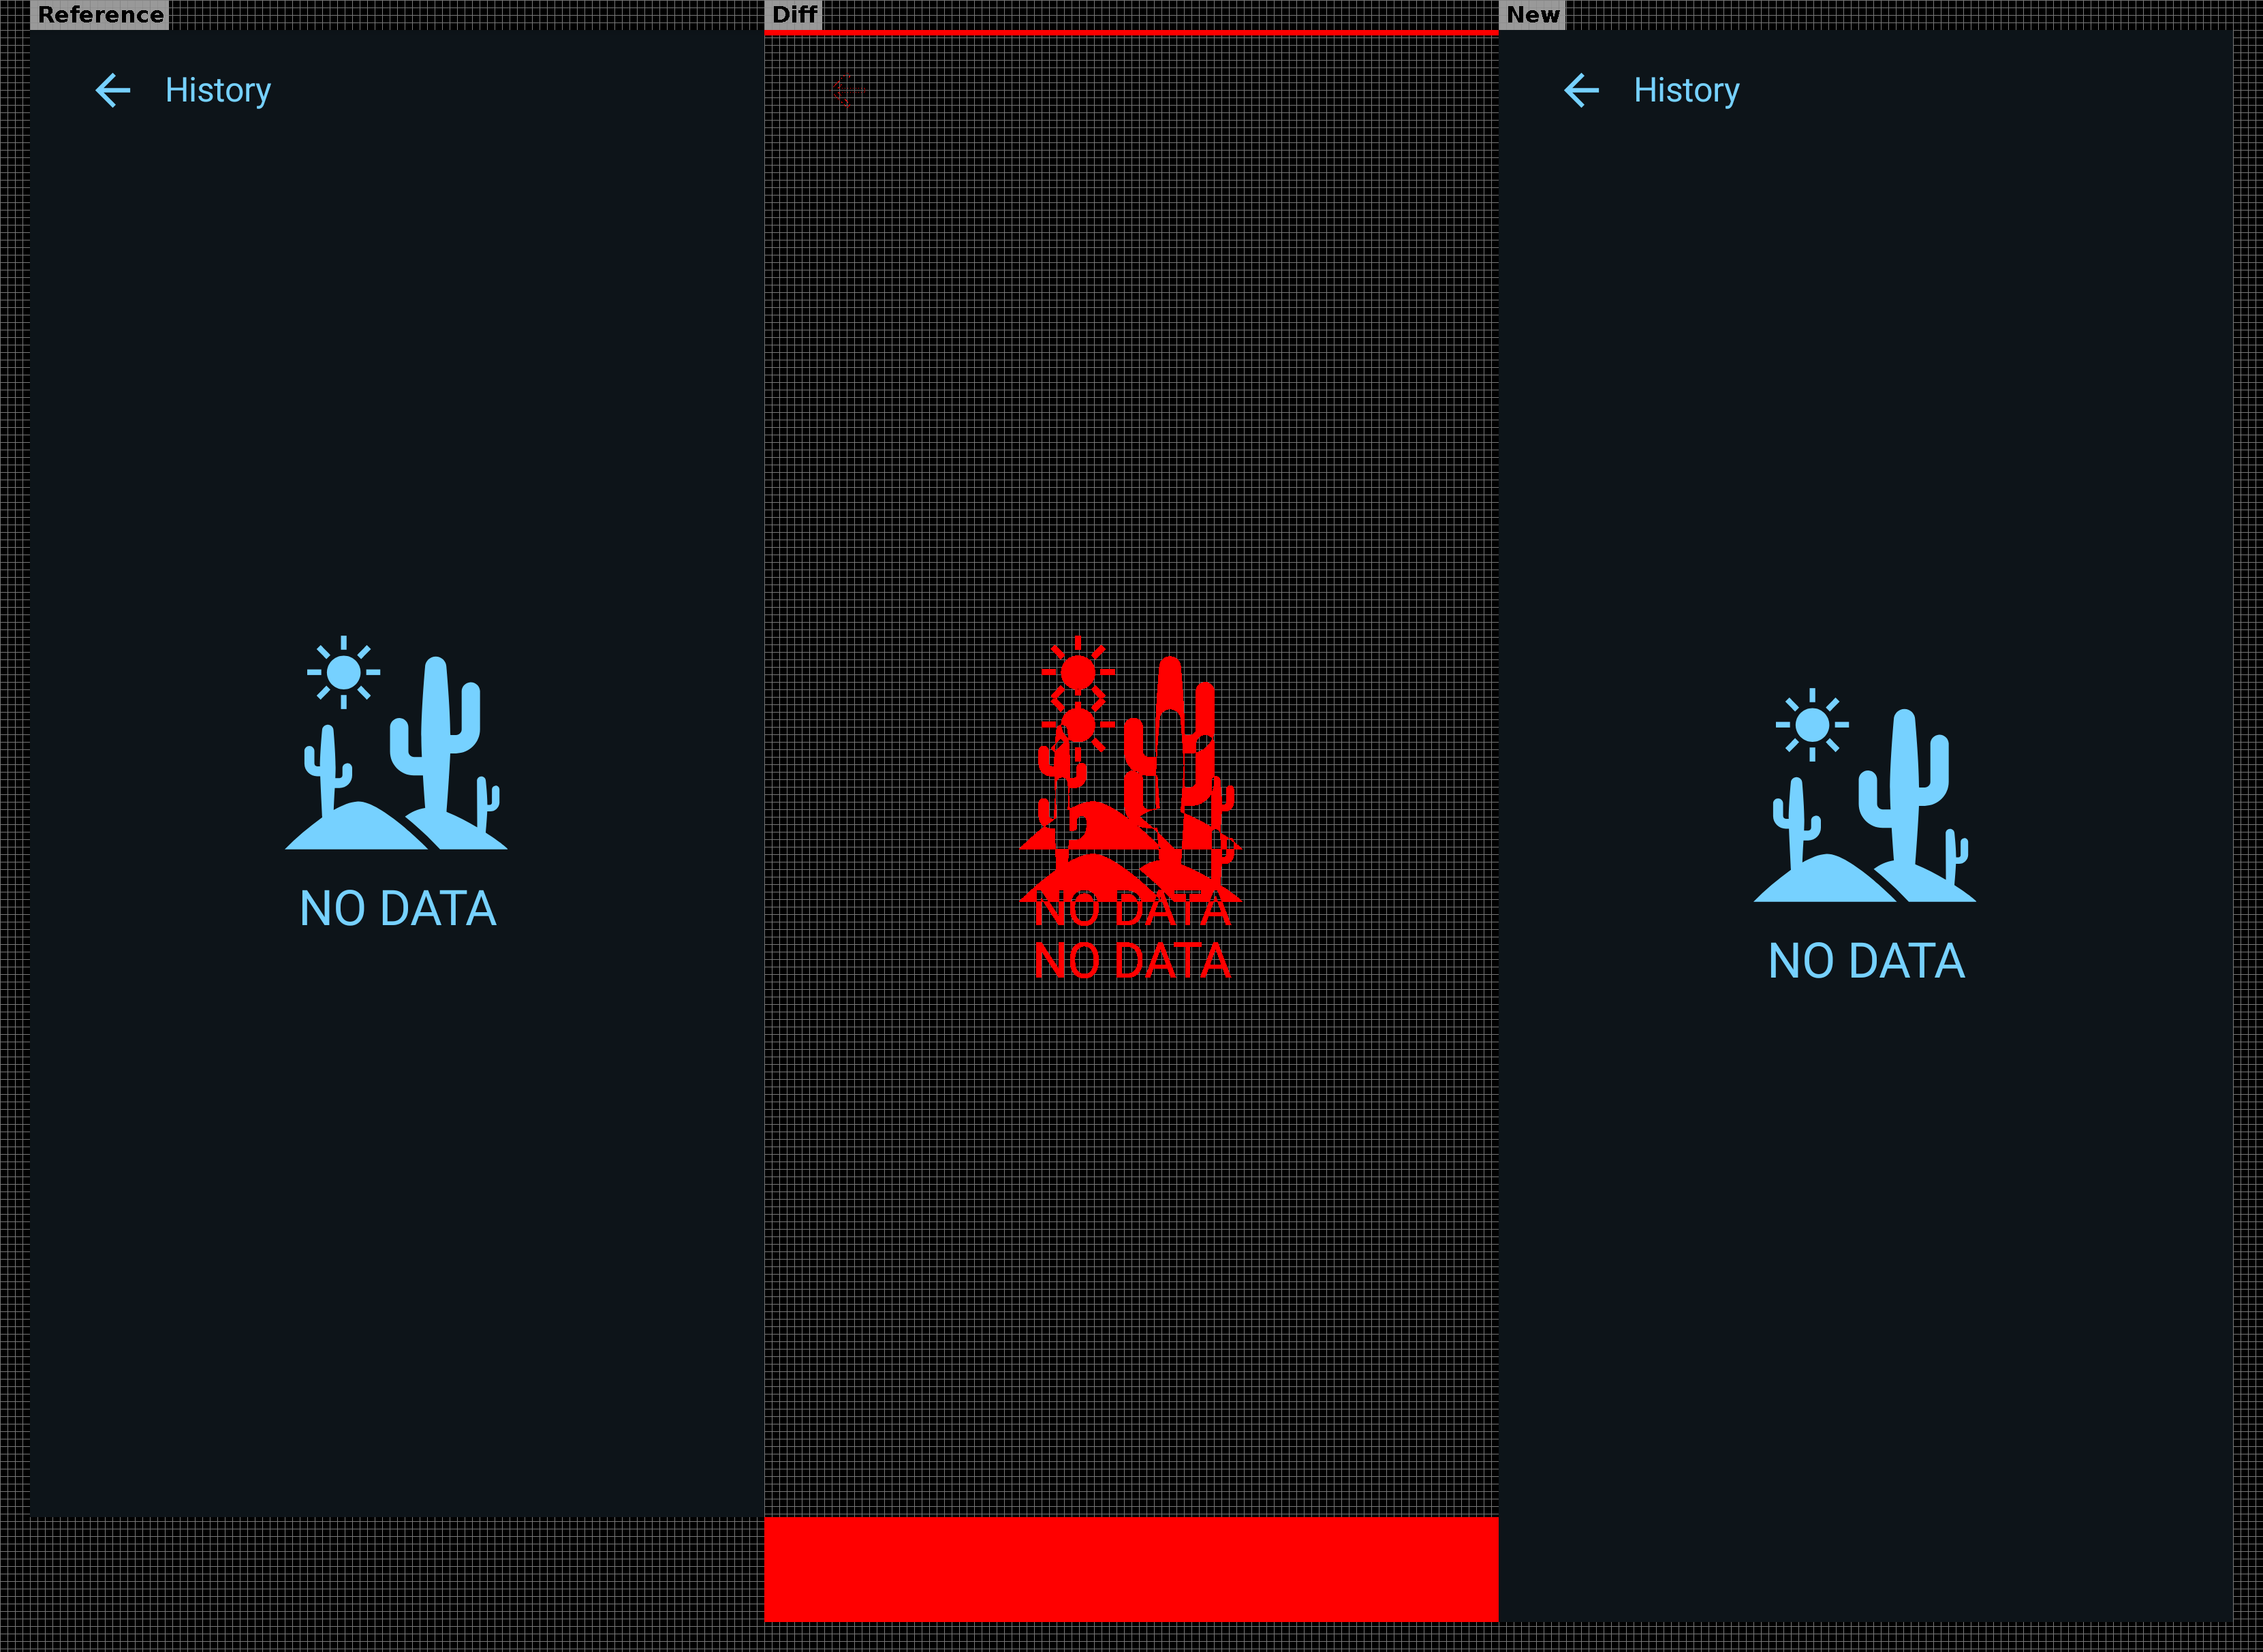 Reference
Diff
New
History
History
NO DATA
NO DATA
NO DATA
NO DATA